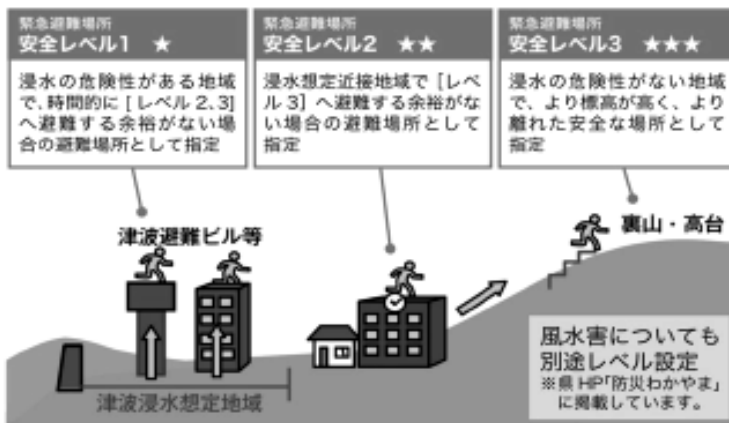 緊急避難場所
安全レベル1 ★
浸水の危険性がある地域
で、時間的に[レベル2、3]
へ避難する余裕がない場
合の避難場所として指定
緊急避難場所
安全レベル2 ★★
浸水想定近接地域で[レベ
ル3]へ避難する余裕がな
い場合の避難場所として
指定
緊急避難場所
安全レベル3 ★★★
浸水の危険性がない地域
で、より標高が高く、より
離れた安全な場所として
指定
津波避難ビル等
裏山・高台
津波浸水想定地域
風水害についても
別途レベル設定
※県HP「防災わかやま」
に掲載しています。